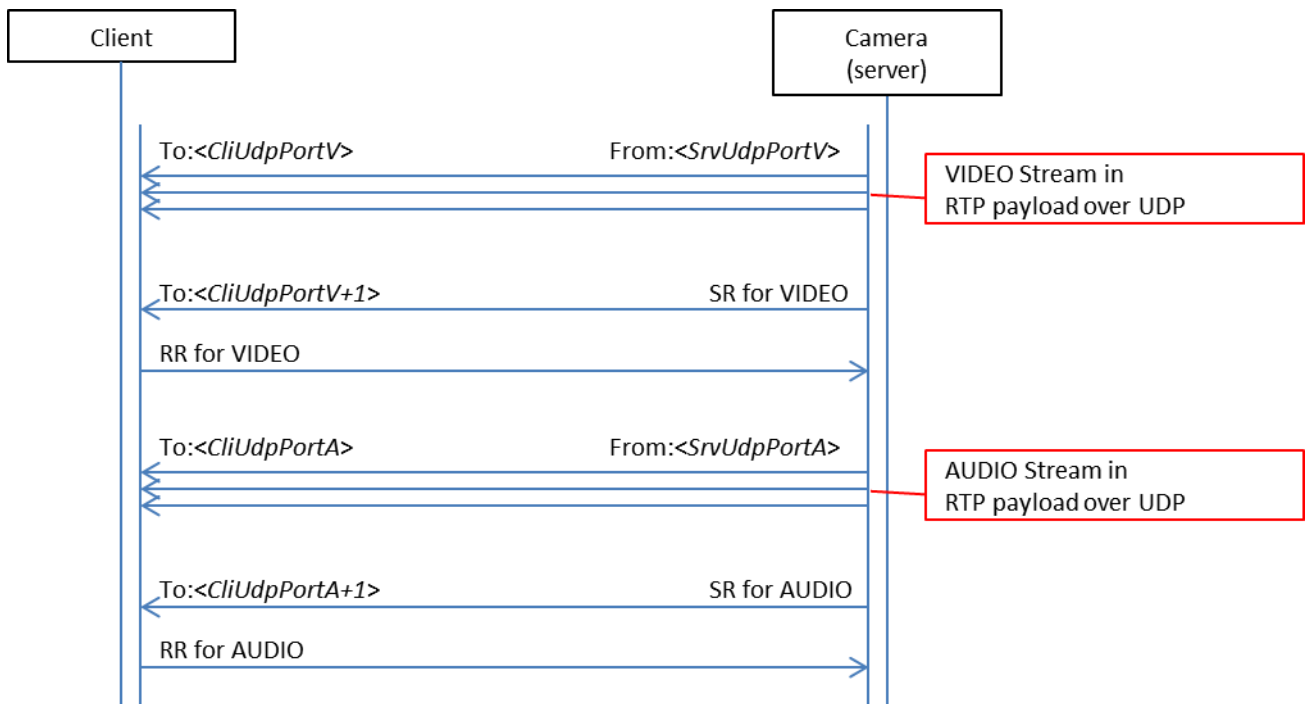 Client
Camera
(server)
To:<CliUdpPortV>
From:<SrvUdpPortV>
VIDEO Stream in
RTP payload over UDP
To:<CliUdpPortV+1>
SR for VIDEO
RR for VIDEO
To:<CliUdpPortA>
From:<SrvUdpPortA>
AUDIO Stream in
RTP payload over UDP
To:<CliUdpPortA+1>
SR for AUDIO
RR for AUDIO